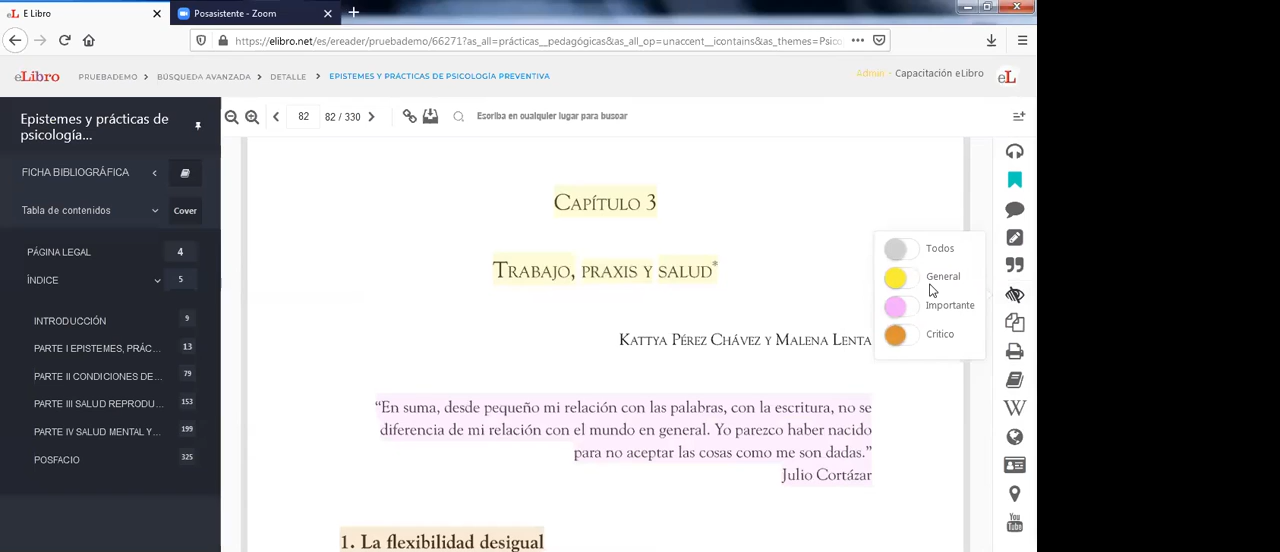 E Libro
Posasistente - Zoom
https://elibro.net/es/ereader/pruebademo/66271?as_all=prácticas__pedagógicas&as_all_op=unaccent__icontains&as_themes=Psico
eLibro
PRUEBADEMO
BÚSQUEDA AVANZADA
DETALLE
EPISTEMES Y PRÁCTICAS DE PSICOLOGÍA PREVENTIVA
Admin - Capacitación eLibro
eL
Epistemes y prácticas de
psicología...
82
82 / 330
Escriba en cualquier lugar para buscar
FICHA BIBLIOGRÁFICA
Tabla de contenidos
Cover
PÁGINA LEGAL 4
ÍNDICE 5
INTRODUCCIÓN 9
PARTE I EPISTEMES, PRÁC... 13
PARTE II CONDICIONES DE... 79
PARTE III SALUD REPRODU... 153
PARTE IV SALUD MENTAL Y... 199
POSFACIO 325
Capítulo 3
Trabajo, praxis y salud*
Kattya Pérez Chávez y Malena Lenta
“En suma, desde pequeño mi relación con las palabras, con la escritura, no se
diferencia de mi relación con el mundo en general. Yo parezco haber nacido
para no aceptar las cosas como me son dadas.”
Julio Cortázar
1. La flexibilidad desigual
Todos
General
Importante
Crítico
W
You
Tube